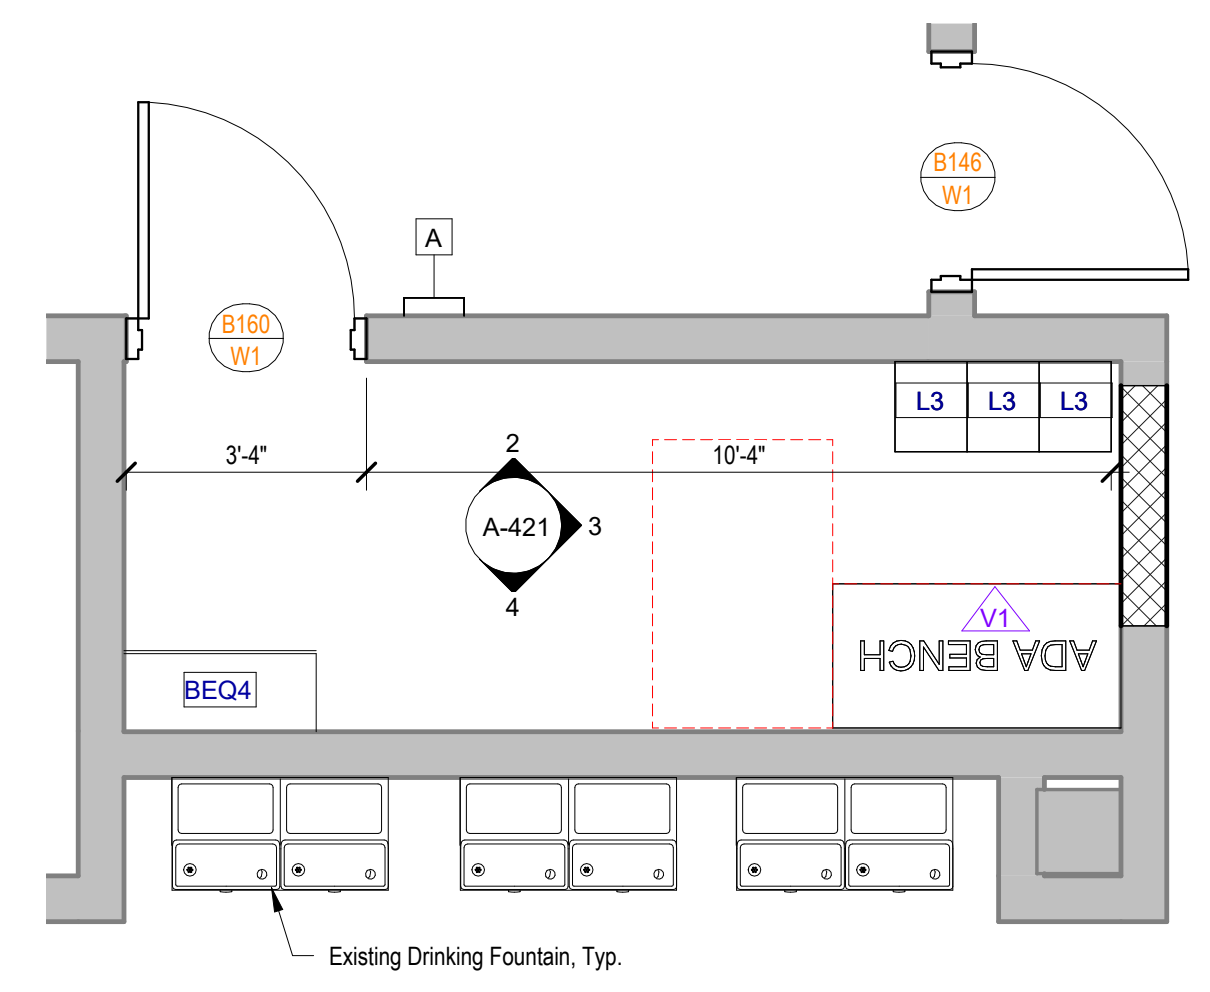 B146
W1
A
B160
W1
L3 L3 L3
3'-4"
10'-4"
2
A-421
3
4
V1
ADA BENCH
BEQ4
Existing Drinking Fountain, Typ.